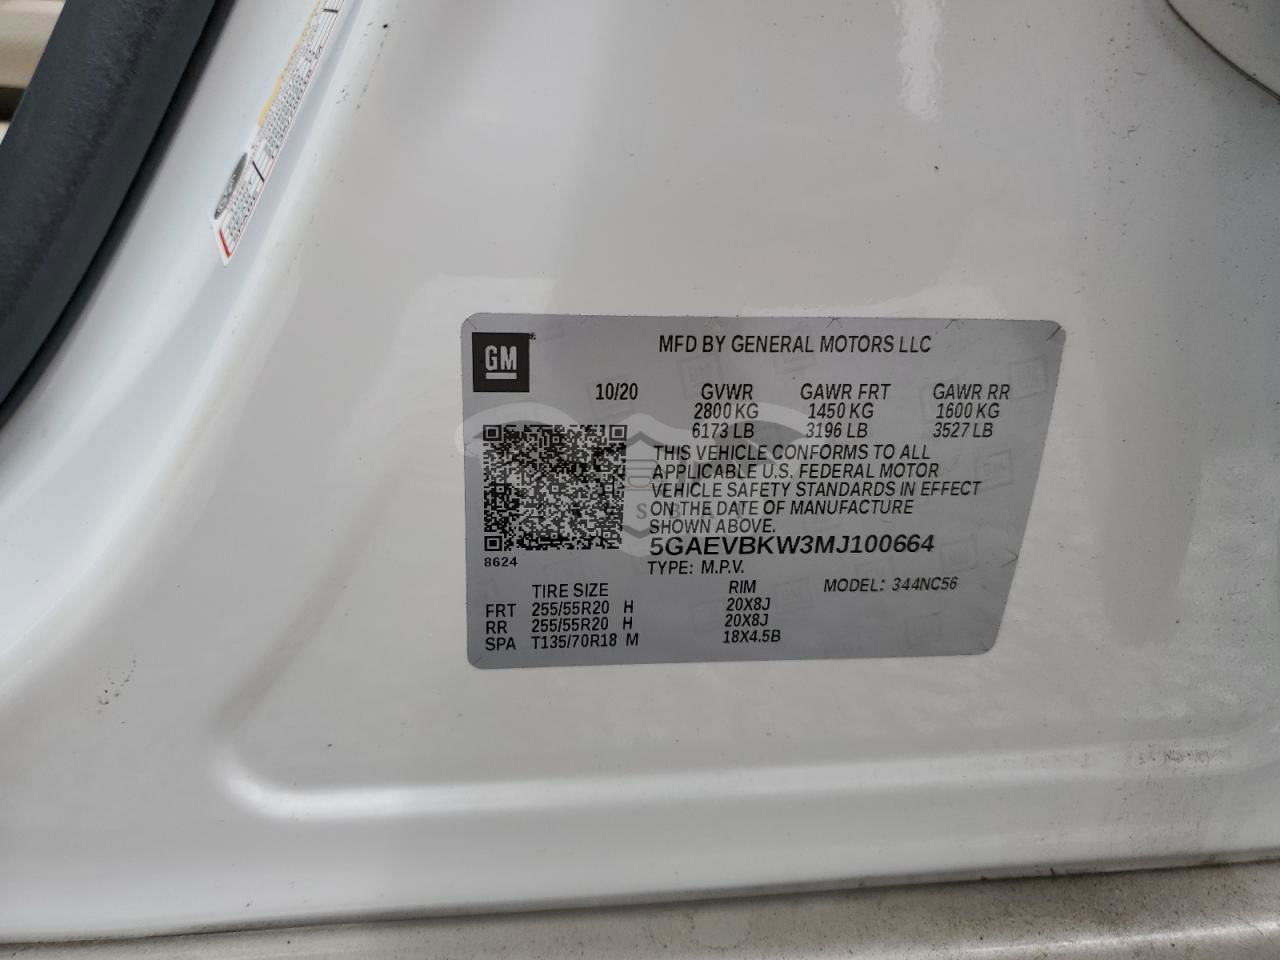 GM
MFD BY GENERAL MOTORS LLC
10/20 GVWR GAWR FRT GAWR RR
2800 KG 1450 KG 1600 KG
6173 LB 3196 LB 3527 LB
THIS VEHICLE CONFORMS TO ALL
APPLICABLE U.S. FEDERAL MOTOR
VEHICLE SAFETY STANDARDS IN EFFECT
ON THE DATE OF MANUFACTURE
SHOWN ABOVE.
5GAEVBKW3MJ100664
8624
TYPE: M.P.V.
TIRE SIZE RIM MODEL: 344NC56
FRT 255/55R20 H 20X8J
RR 255/55R20 H 20X8J
SPA T135/70R18 M 18X4.5B